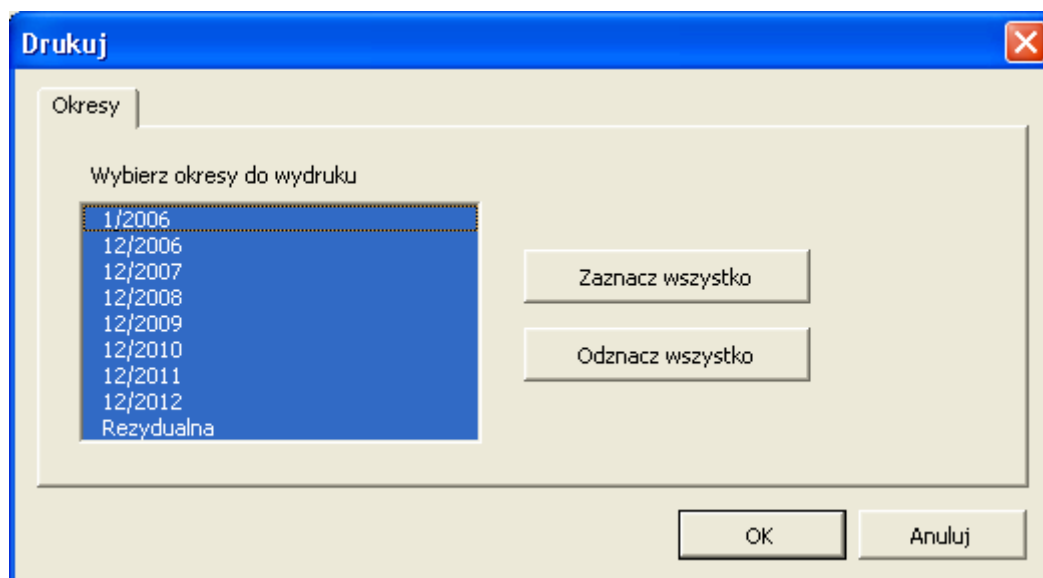 Drukuj
Okresy
Wybierz okresy do wydruku
1/2006
12/2006
12/2007
12/2008
12/2009
12/2010
12/2011
12/2012
Rezydualna
Zaznacz wszystko
Odznacz wszystko
OK
Anuluj